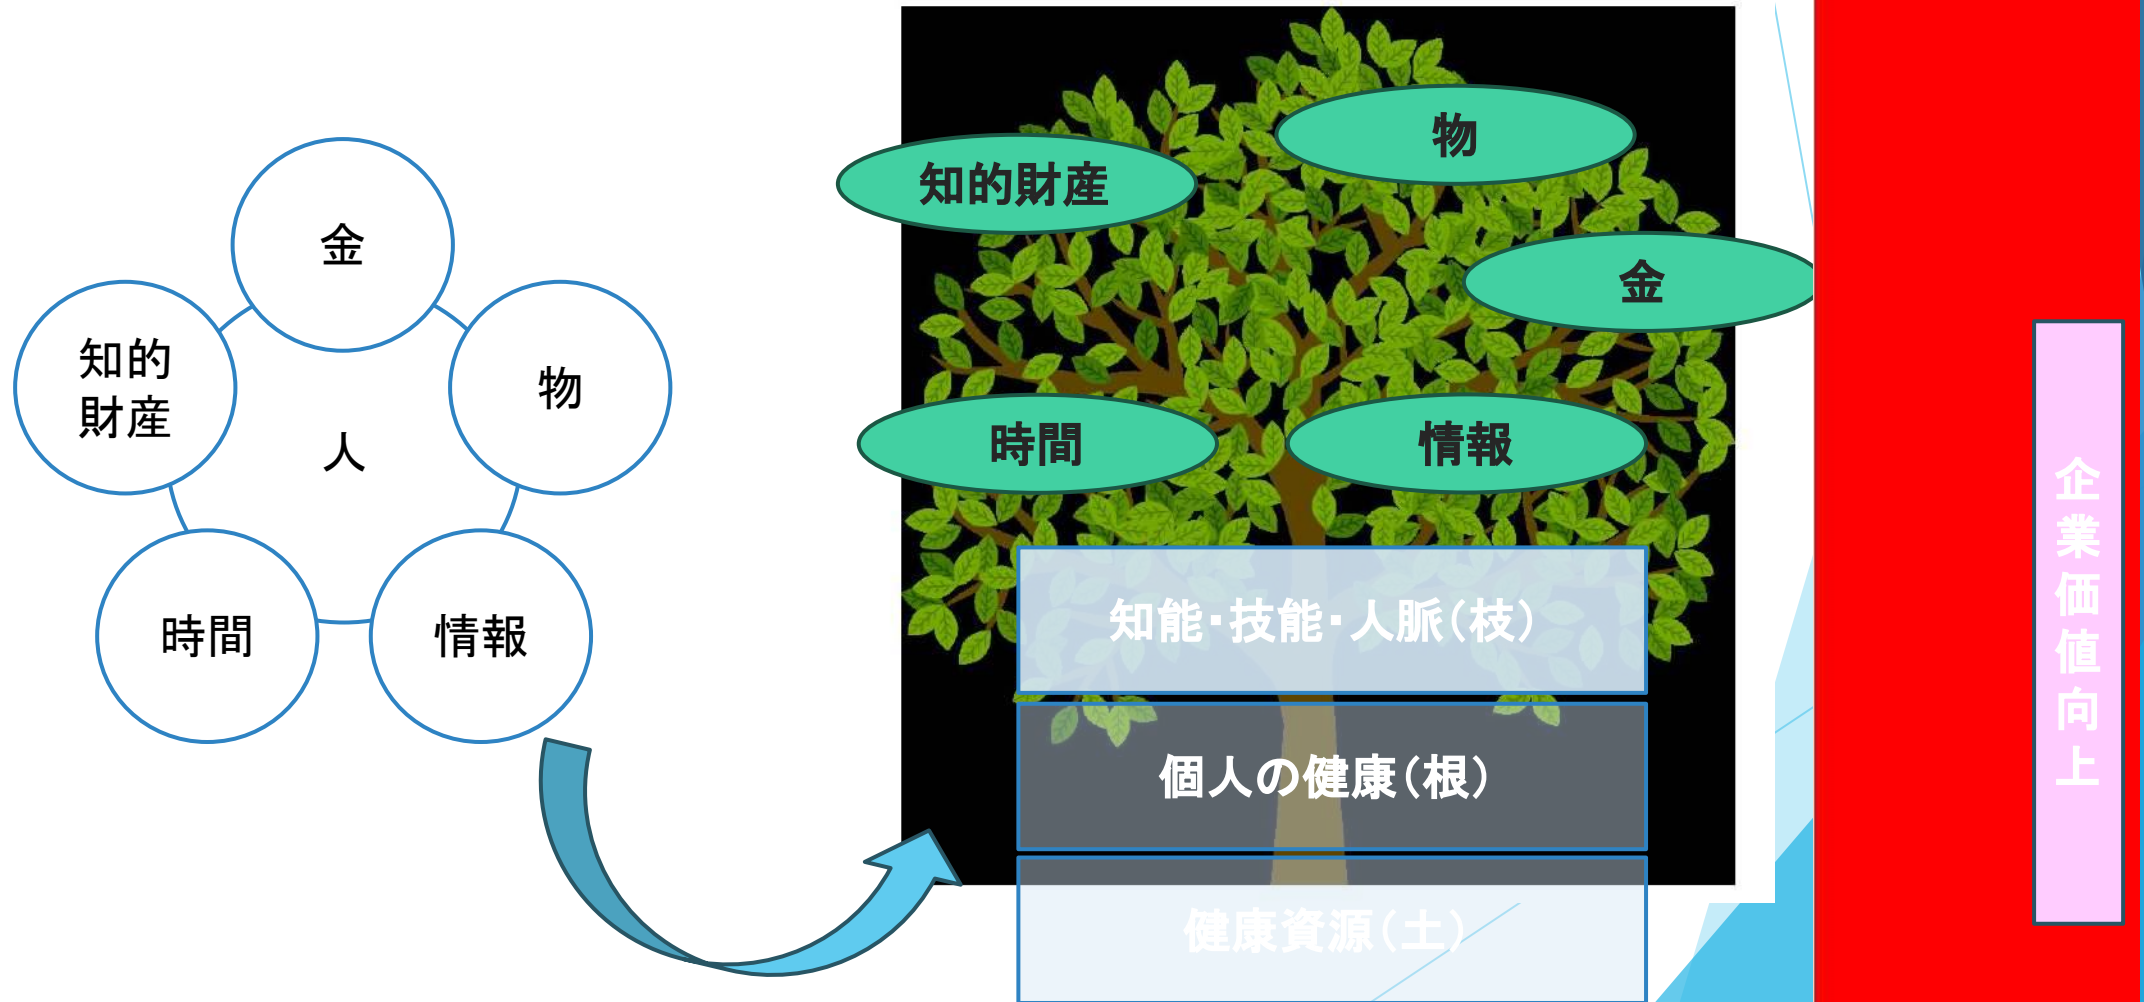 金
知的
財産
物
人
時間
情報
物
知的財産
金
時間
情報
知能・技能・人脈（枝）
個人の健康（根）
健康資源（土）
企業価値向上